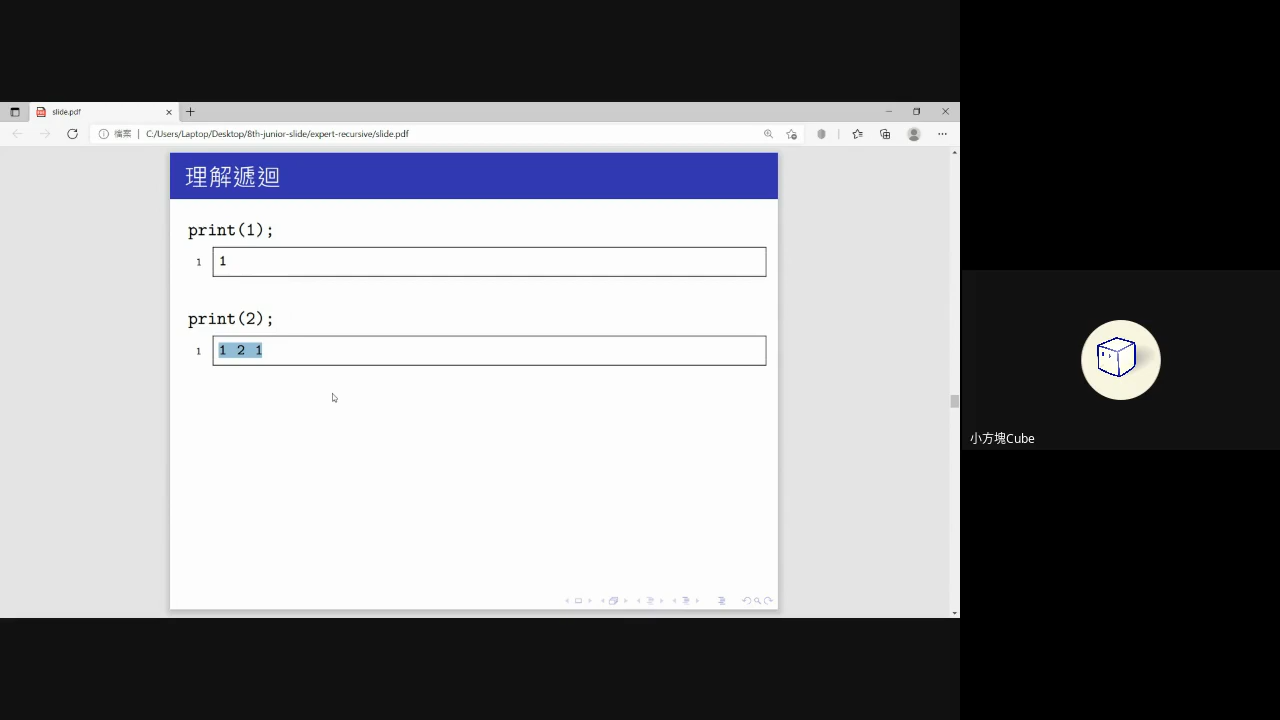 slide.pdf
檔案
C:/Users/Laptop/Desktop/8th-junior-slide/expert-recursive/slide.pdf
理解遞迴
print(1);
1 1
print(2);
1 1 2 1
小方塊Cube